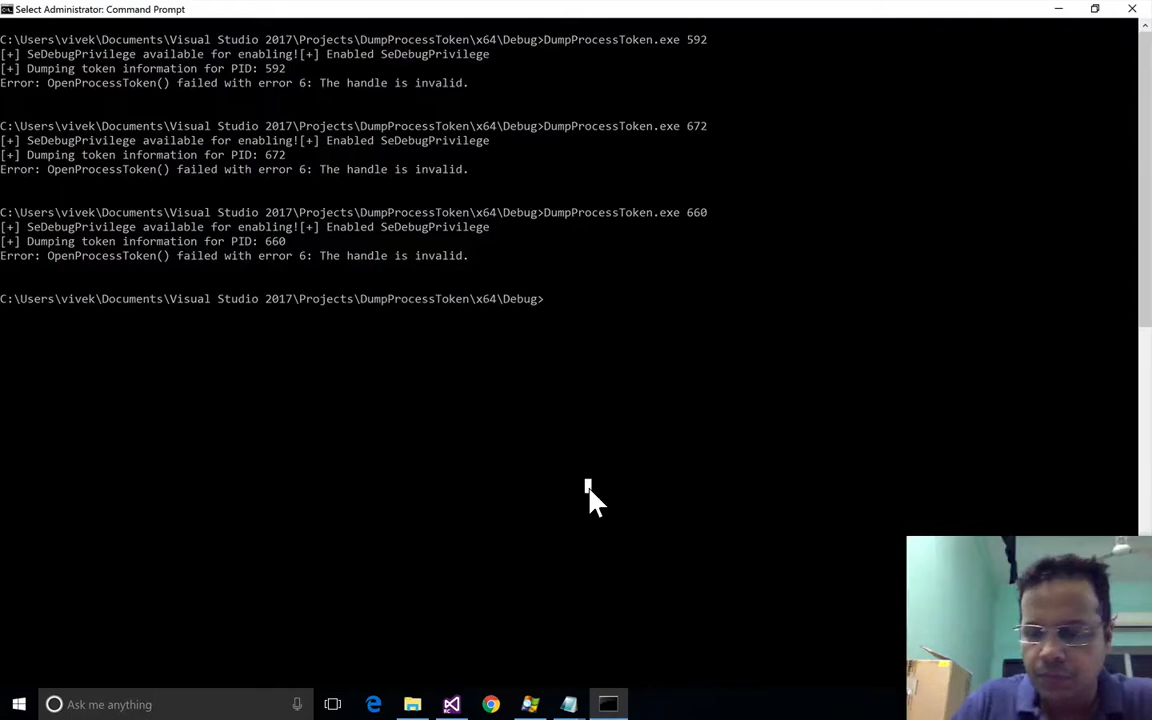 Select Administrator: Command Prompt
C:\Users\vivek\Documents\Visual Studio 2017\Projects\DumpProcessToken\x64\Debug>DumpProcessToken.exe 592
[+] SeDebugPrivilege available for enabling![+] Enabled SeDebugPrivilege
[+] Dumping token information for PID: 592
Error: OpenProcessToken() failed with error 6: The handle is invalid.
C:\Users\vivek\Documents\Visual Studio 2017\Projects\DumpProcessToken\x64\Debug>DumpProcessToken.exe 672
[+] SeDebugPrivilege available for enabling![+] Enabled SeDebugPrivilege
[+] Dumping token information for PID: 672
Error: OpenProcessToken() failed with error 6: The handle is invalid.
C:\Users\vivek\Documents\Visual Studio 2017\Projects\DumpProcessToken\x64\Debug>DumpProcessToken.exe 660
[+] SeDebugPrivilege available for enabling![+] Enabled SeDebugPrivilege
[+] Dumping token information for PID: 660
Error: OpenProcessToken() failed with error 6: The handle is invalid.
C:\Users\vivek\Documents\Visual Studio 2017\Projects\DumpProcessToken\x64\Debug>
Ask me anything